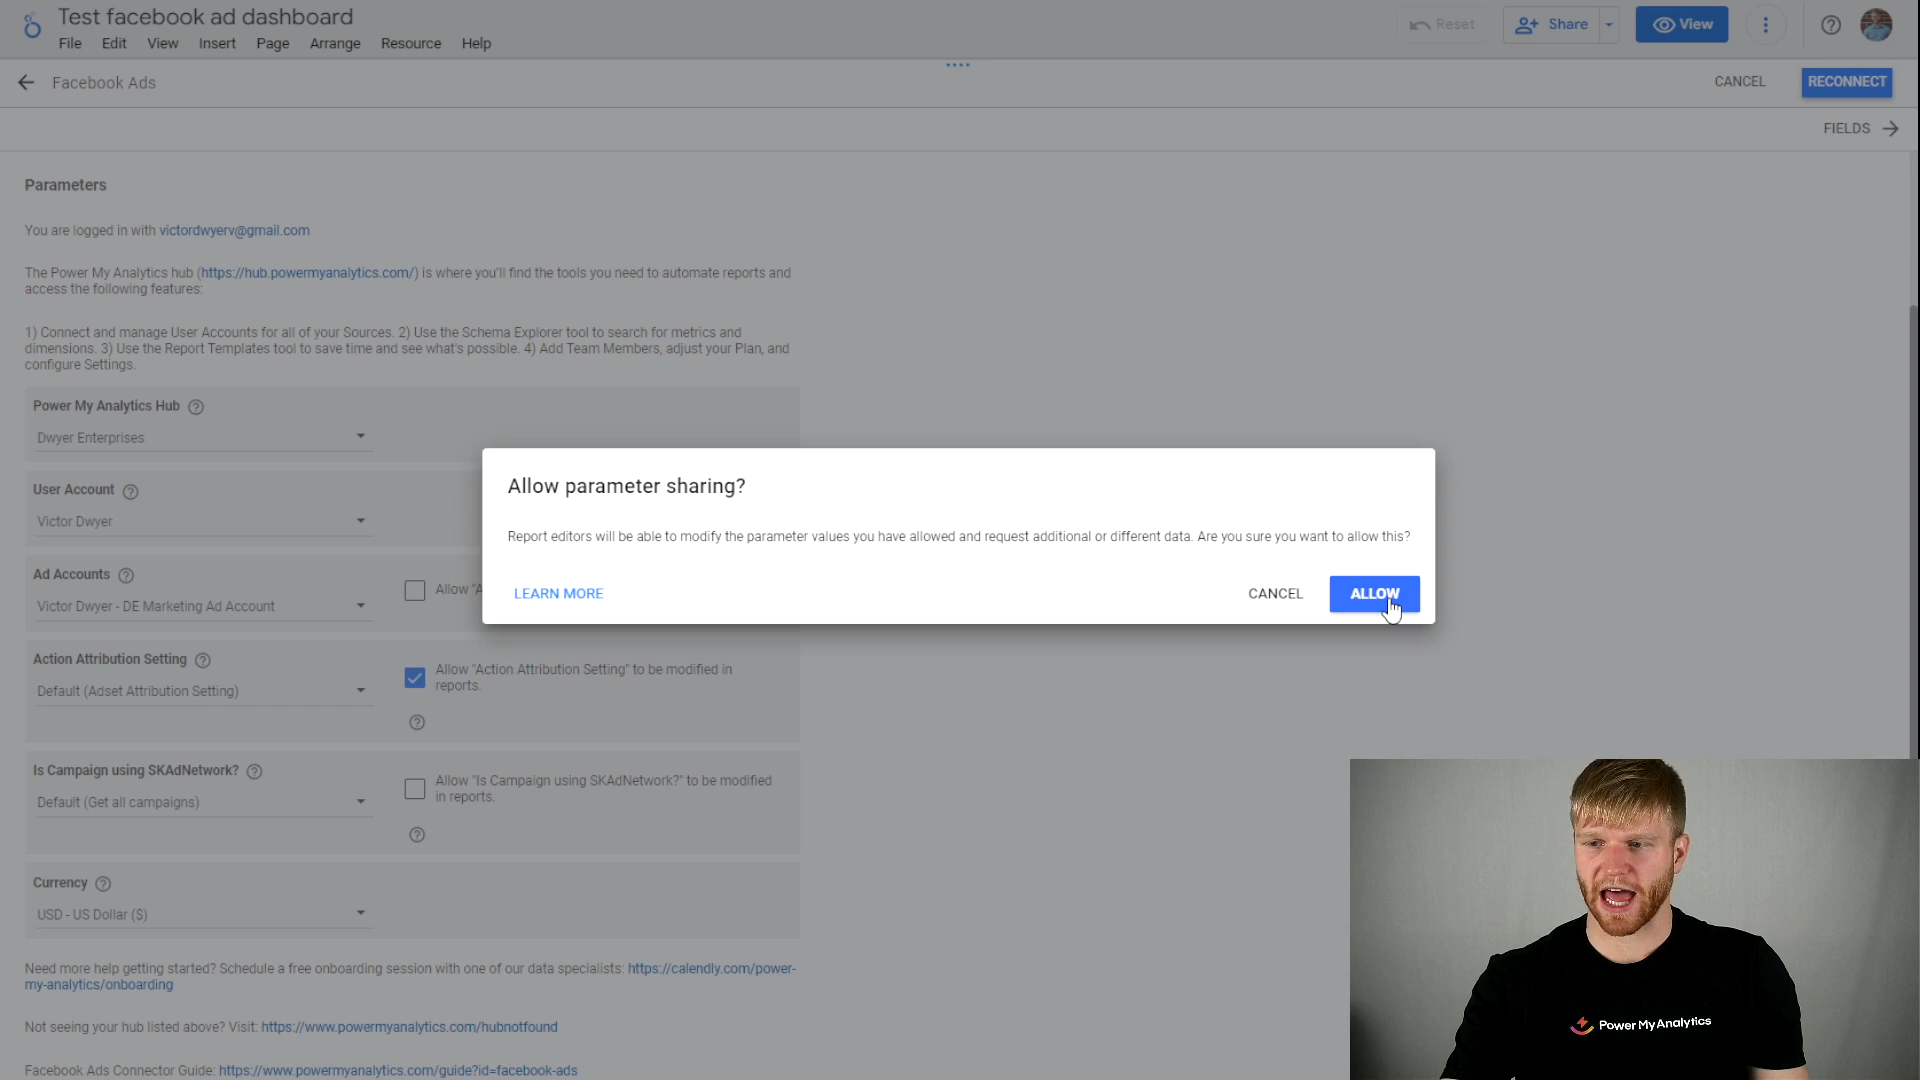 Test facebook ad dashboard
File Edit View Insert Page Arrange Resource Help
Reset Share View
Facebook Ads
CANCEL RECONNECT
FIELDS
Parameters
You are logged in with victordwyerv@gmail.com
The Power My Analytics hub (https://hub.powermyanalytics.com/) is where you'll find the tools you need to automate reports and
access the following features:
1) Connect and manage User Accounts for all of your Sources. 2) Use the Schema Explorer tool to search for metrics and
dimensions. 3) Use the Report Templates tool to save time and see what's possible. 4) Add Team Members, adjust your Plan, and
configure Settings.
Power My Analytics Hub
Dwyer Enterprises
User Account
Victor Dwyer
Ad Accounts
Victor Dwyer - DE Marketing Ad Account
Allow "A
Allow parameter sharing?
Report editors will be able to modify the parameter values you have allowed and request additional or different data. Are you sure you want to allow this?
LEARN MORE CANCEL ALLOW
Action Attribution Setting
Default (Adset Attribution Setting)
Allow "Action Attribution Setting" to be modified in
reports.
Is Campaign using SKAdNetwork?
Default (Get all campaigns)
Allow "Is Campaign using SKAdNetwork?" to be modified
in reports.
Currency
USD - US Dollar ($)
Need more help getting started? Schedule a free onboarding session with one of our data specialists: https://calendly.com/power-
my-analytics/onboarding
Not seeing your hub listed above? Visit: https://www.powermyanalytics.com/hubnotfound
Facebook Ads Connector Guide: https://www.powermyanalytics.com/guide?id=facebook-ads
Power My Analytics